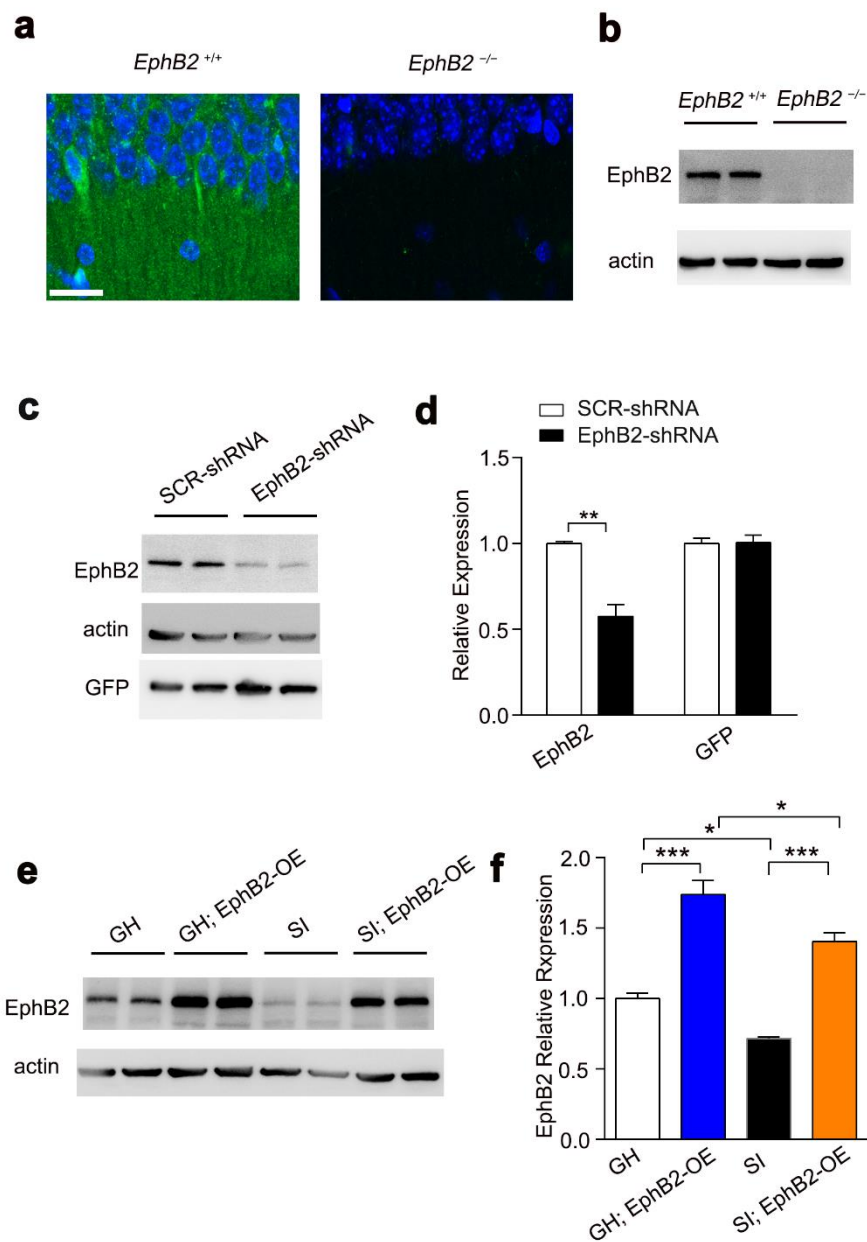 a
EphB2 +/+
EphB2 –/–
b
EphB2 +/+ EphB2 –/–
EphB2
actin
c
SCR-shRNA
EphB2-shRNA
EphB2
actin
GFP
d
SCR-shRNA
EphB2-shRNA
Relative Expression
1.5
1.0
0.5
0.0
**
EphB2
GFP
e
GH
GH; EphB2-OE
SI
SI; EphB2-OE
EphB2
actin
f
EphB2 Relative Rxpression
2.0
1.5
1.0
0.5
0.0
*
*
***
***
GH
GH; EphB2-OE
SI
SI; EphB2-OE